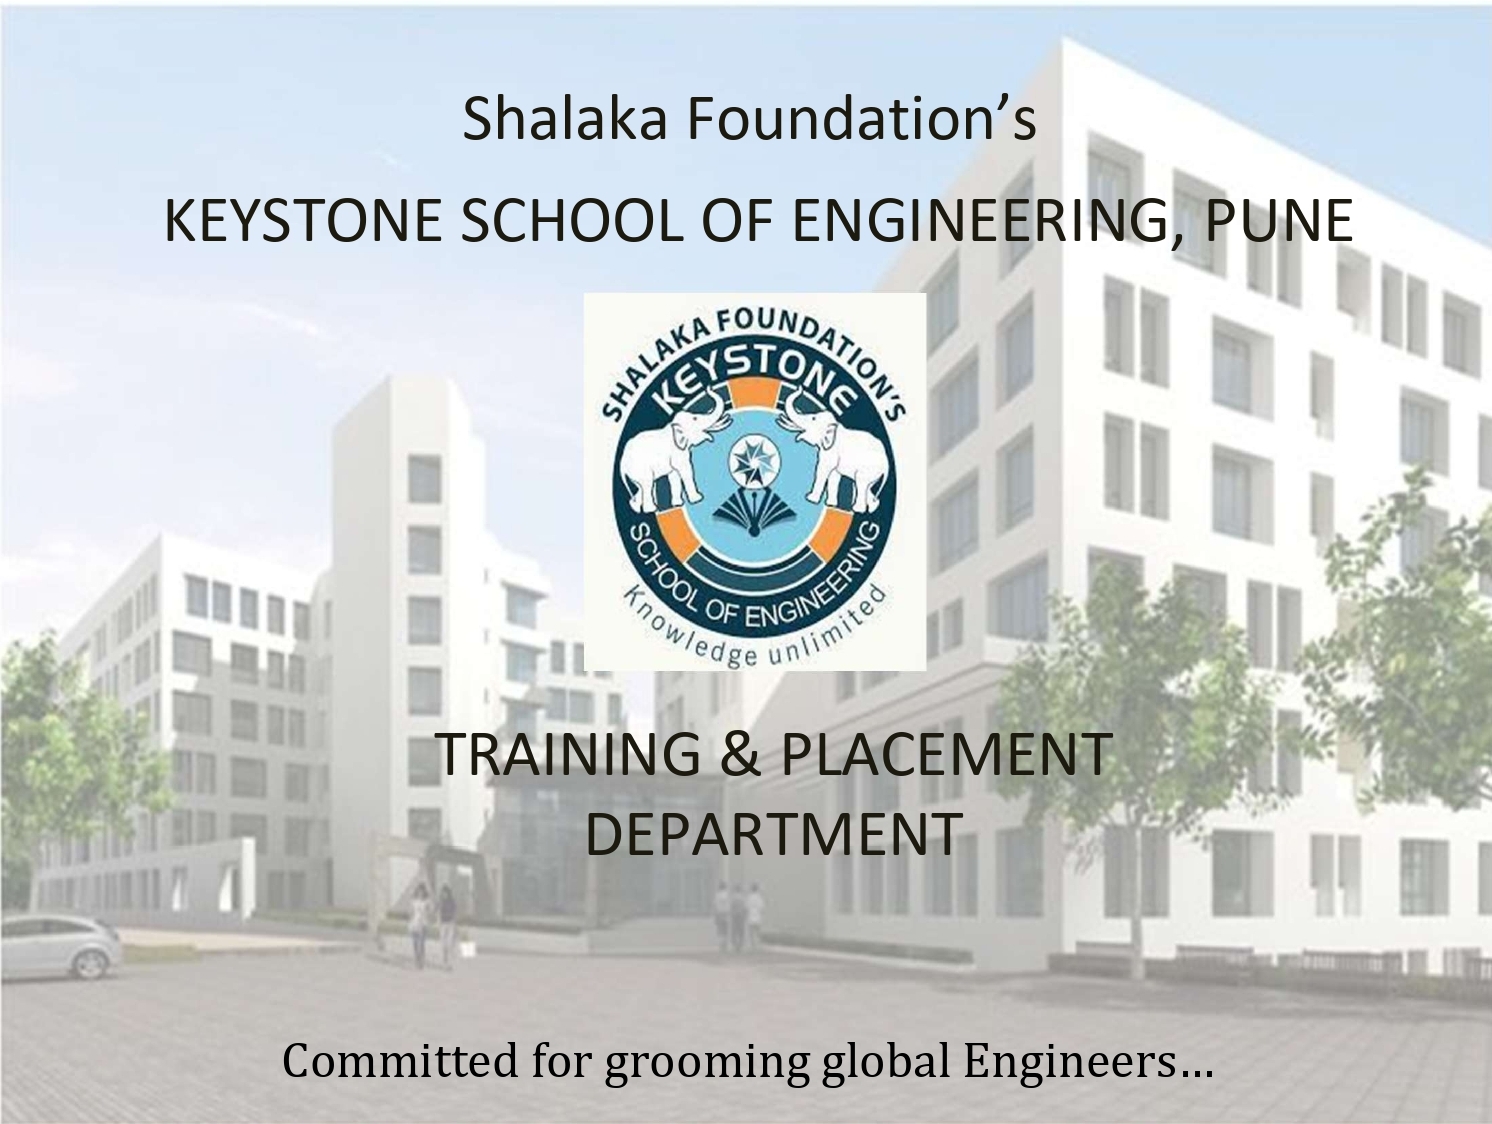 Shalaka Foundation’s
KEYSTONE SCHOOL OF ENGINEERING, PUNE
SHALAKA FOUNDATION'S
KEYSTONE
SCHOOL OF ENGINEERING
Knowledge unlimited
TRAINING & PLACEMENT
DEPARTMENT
Committed for grooming global Engineers…